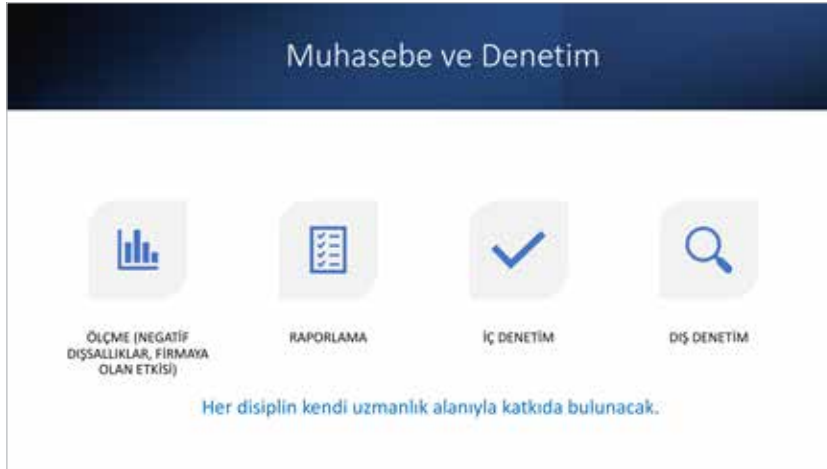 Muhasebe ve Denetim
ÖLÇME (NEGATİF
DIŞSALLIKLAR, FİRMAYA
OLAN ETKİSİ)
RAPORLAMA
İÇ DENETİM
DIŞ DENETİM
Her disiplin kendi uzmanlık alanıyla katkıda bulunacak.